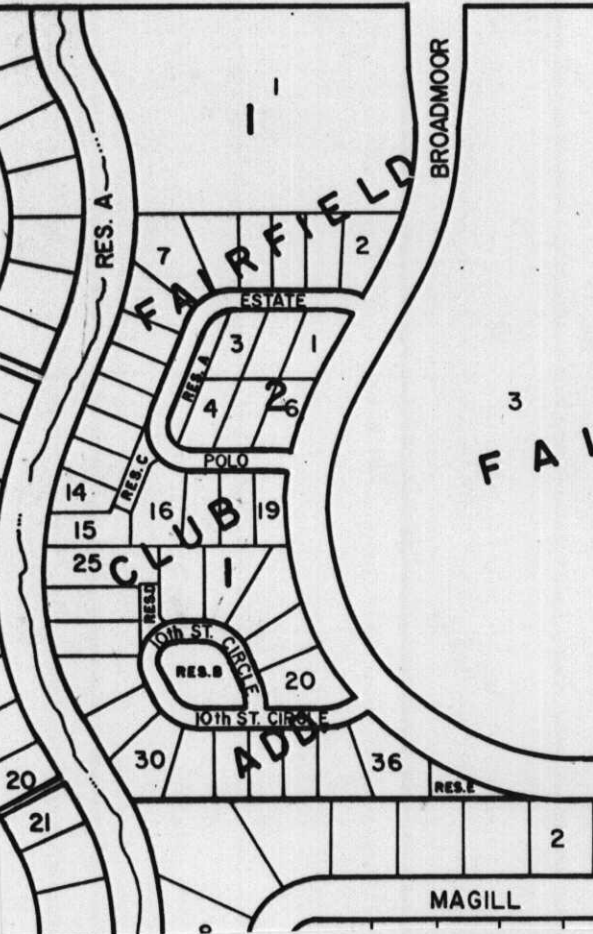 1
1
BROADMOOR
RES. A
FAIRFIELD
7
2
ESTATE
3
1
RES. A
2
4
6
3
FAI
POLO
RES. C
14
16
19
15
CLUB
25
1
RES.D
10th ST. CIRCLE
RES.B
20
10th ST. CIRCLE
ADD.
30
36
RES.E
20
21
2
MAGILL